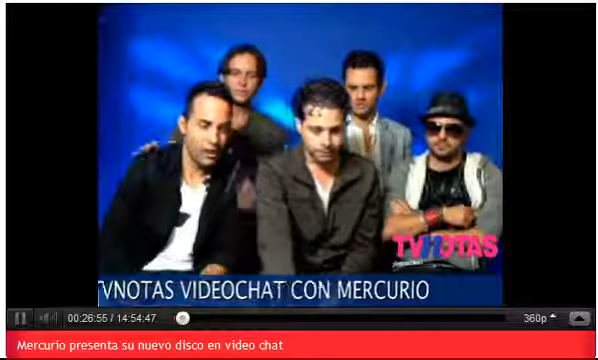 TVNOTAS
VNOTAS VIDEOCHAT CON MERCURIO
00:26:55 / 14:54:47
360p
Mercurio presenta su nuevo disco en video chat